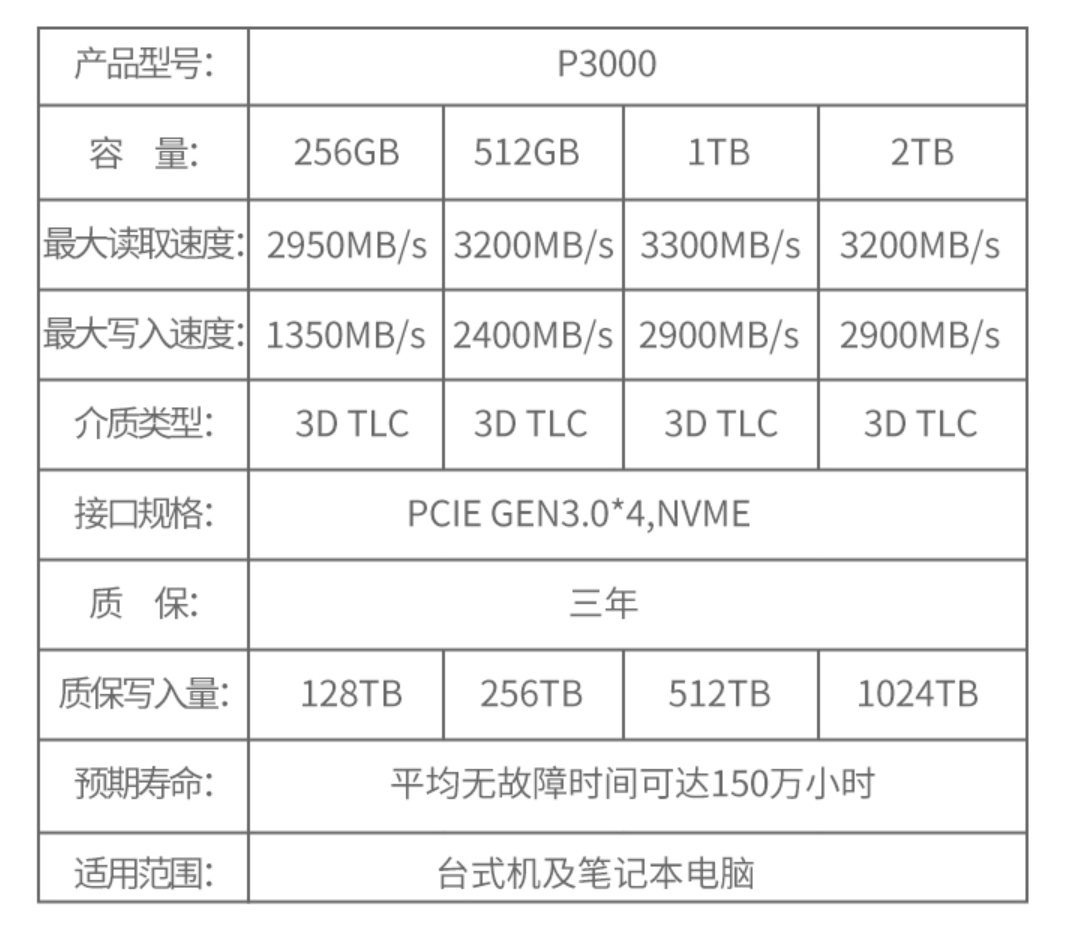 产品型号： P3000
容 量： 256GB 512GB 1TB 2TB
最大读取速度： 2950MB/s 3200MB/s 3300MB/s 3200MB/s
最大写入速度： 1350MB/s 2400MB/s 2900MB/s 2900MB/s
介质类型： 3D TLC 3D TLC 3D TLC 3D TLC
接口规格： PCIE GEN3.0*4,NVME
质 保： 三年
质保写入量： 128TB 256TB 512TB 1024TB
预期寿命： 平均无故障时间可达150万小时
适用范围： 台式机及笔记本电脑